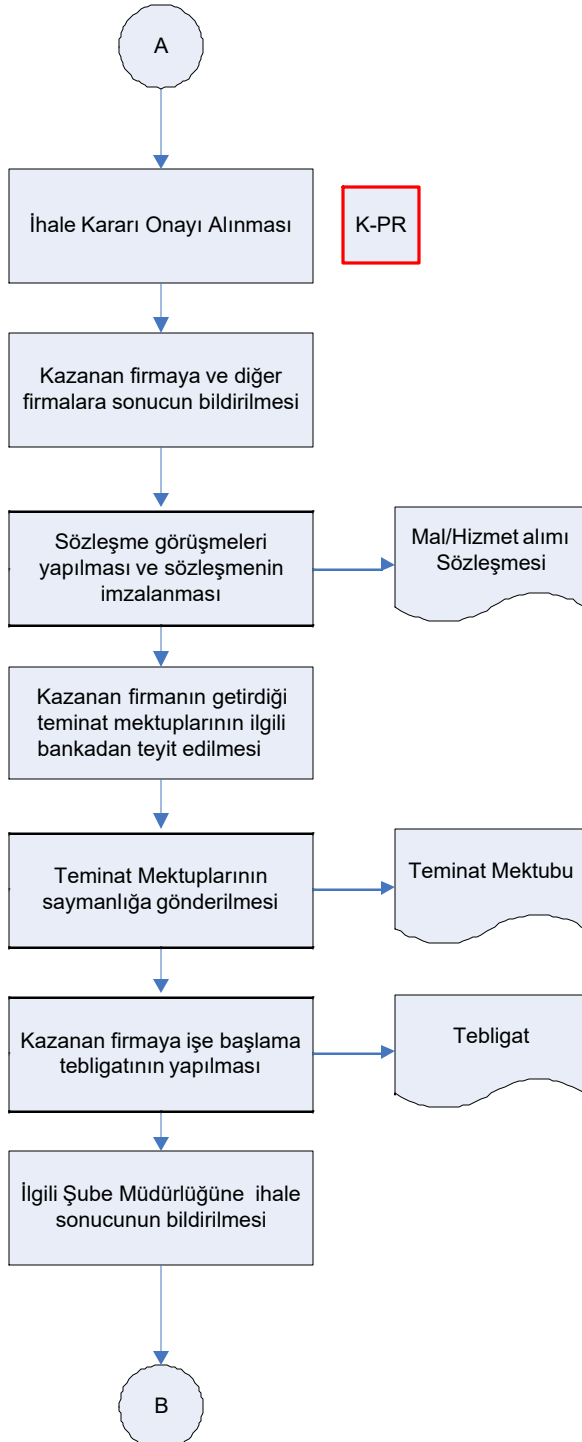 A
İhale Kararı Onayı Alınması
K-PR
Kazanan firmaya ve diğer
firmalara sonucun bildirilmesi
Sözleşme görüşmeleri
yapılması ve sözleşmenin
imzalanması
Mal/Hizmet alımı
Sözleşmesi
Kazanan firmanın getirdiği
teminat mektuplarının ilgili
bankadan teyit edilmesi
Teminat Mektuplarının
saymanlığa gönderilmesi
Teminat Mektubu
Kazanan firmaya işe başlama
tebligatının yapılması
Tebligat
İlgili Şube Müdürlüğüne ihale
sonucunun bildirilmesi
B